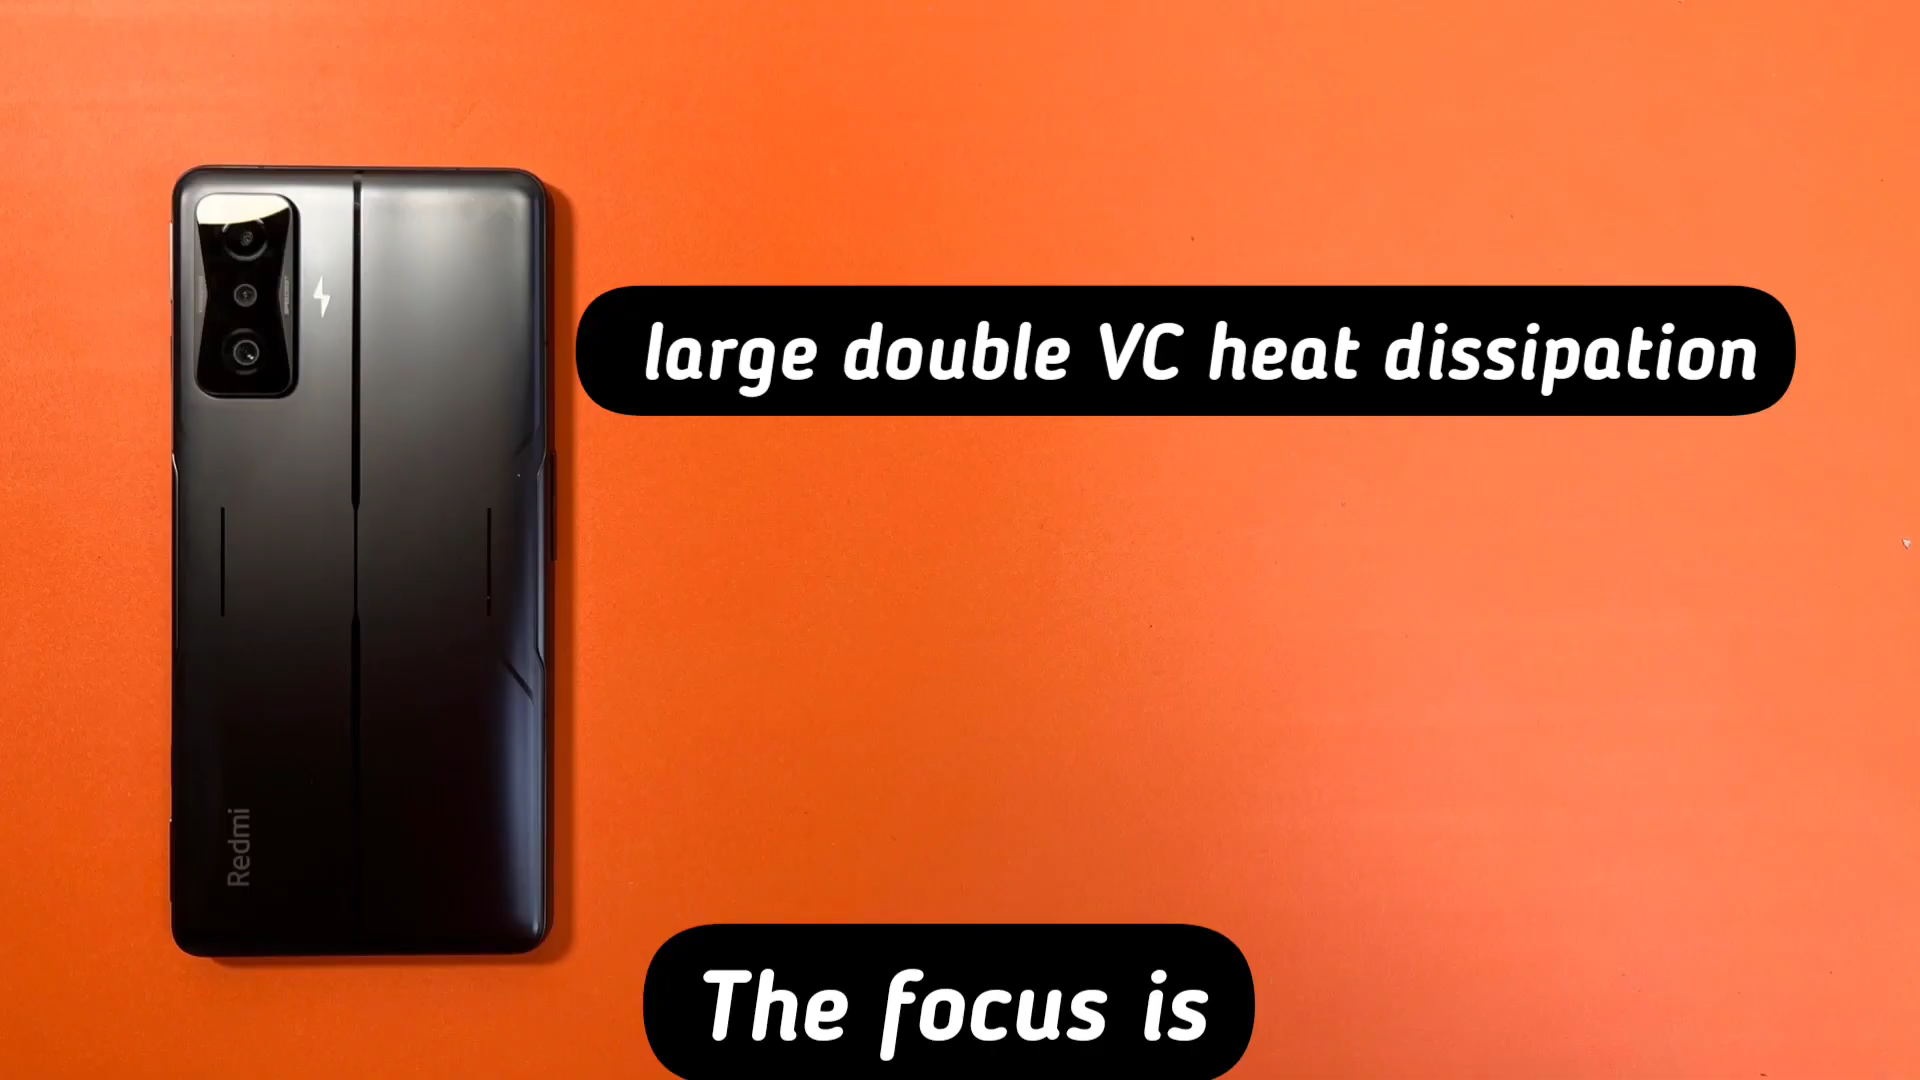 large double VC heat dissipation
Redmi
The focus is